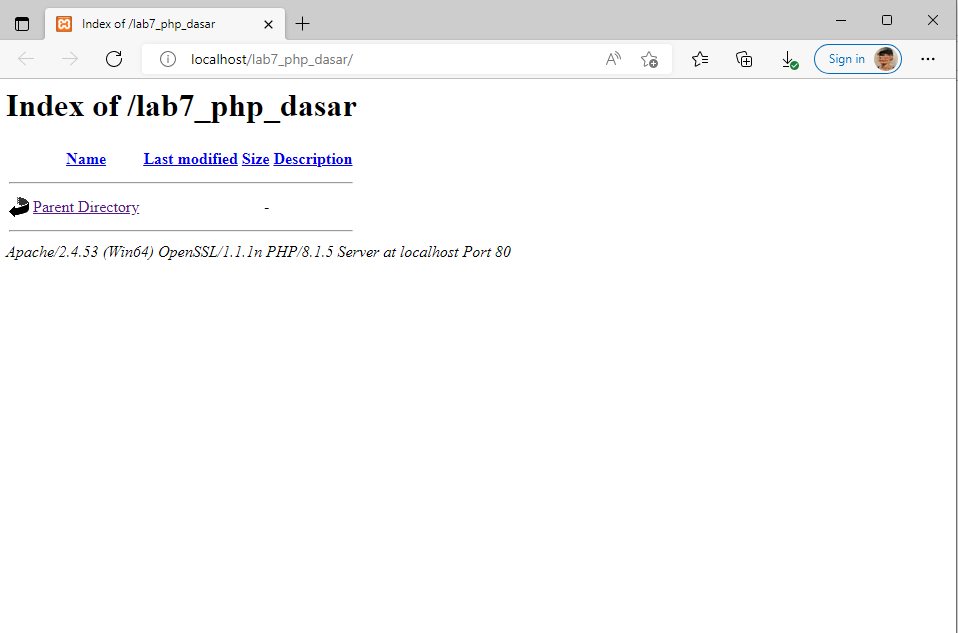 Index of /lab7_php_dasar
localhost/lab7_php_dasar/
A
Sign in
Index of /lab7_php_dasar
Name Last modified Size Description
Parent Directory -
Apache/2.4.53 (Win64) OpenSSL/1.1.1n PHP/8.1.5 Server at localhost Port 80